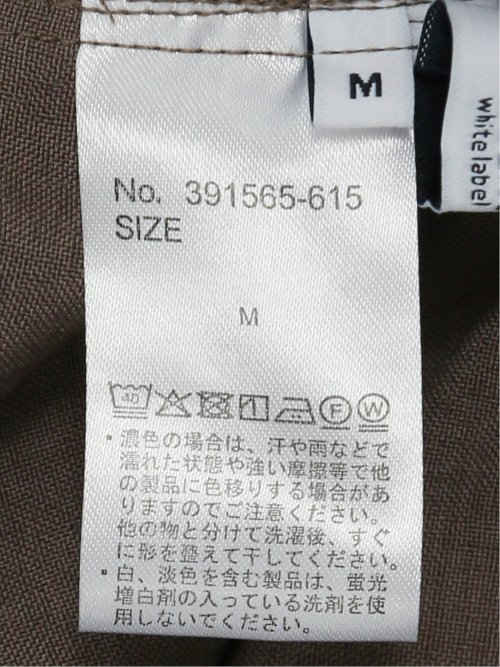 M
white label
No. 391565-615
SIZE
M
40 F W
・濃色の場合は、汗や雨などで
濡れた状態や強い摩擦等で他
の製品に色移りする場合があ
りますのでご注意ください。
他の物と分けて洗濯後、すぐ
に形を整えて干してください。
・白、淡色を含む製品は、蛍光
増白剤の入っている洗剤を使
用しないでください。